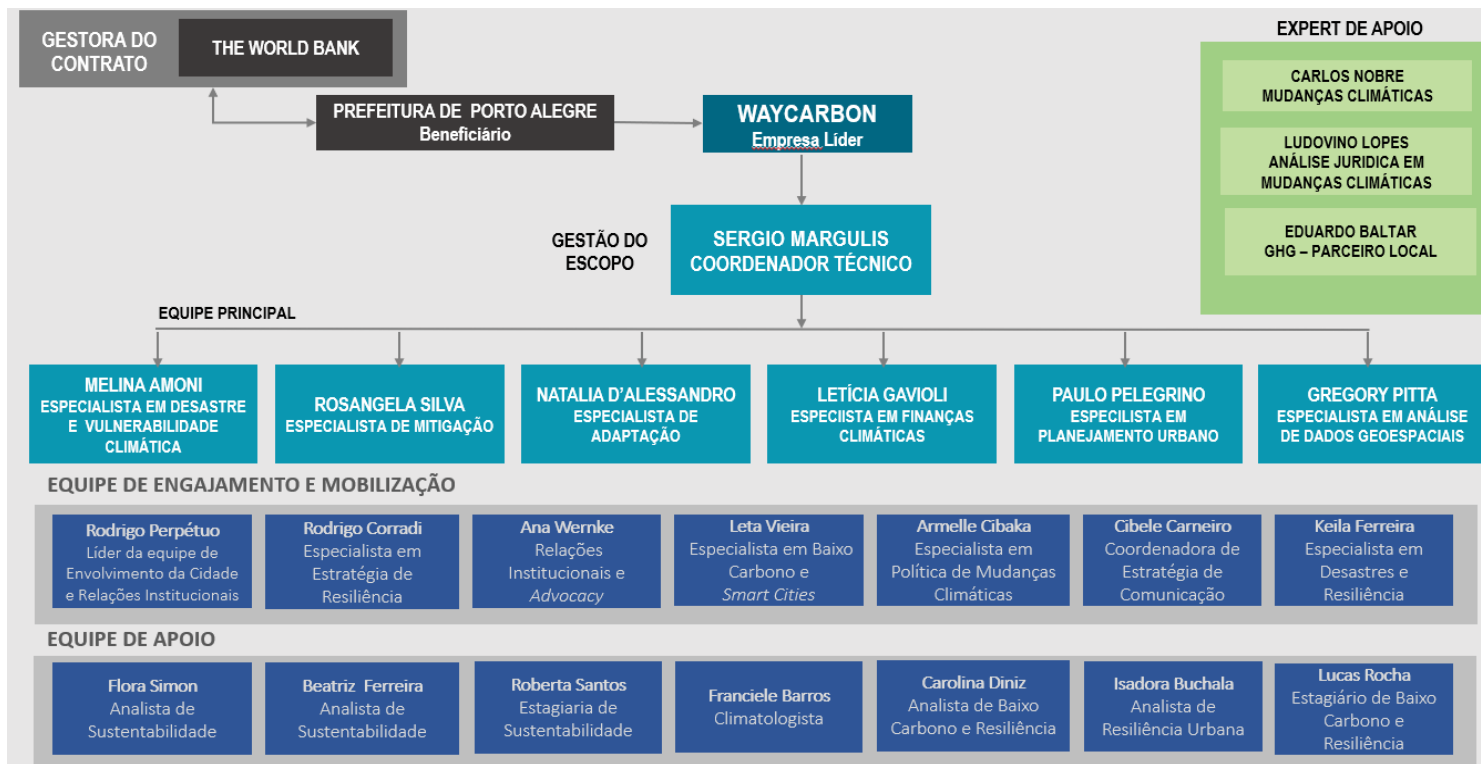 GESTORA DO
CONTRATO
THE WORLD BANK
EXPERT DE APOIO
CARLOS NOBRE
MUDANÇAS CLIMÁTICAS
LUDOVINO LOPES
ANÁLISE JURIDICA EM
MUDANÇAS CLIMÁTICAS
EDUARDO BALTAR
GHG – PARCEIRO LOCAL
PREFEITURA DE PORTO ALEGRE
Beneficiário
WAYCARBON
Empresa Líder
GESTÃO DO
ESCOPO
SERGIO MARGULIS
COORDENADOR TÉCNICO
EQUIPE PRINCIPAL
MELINA AMONI
ESPECIALISTA EM DESASTRE
E VULNERABILIDADE
CLIMÁTICA
ROSANGELA SILVA
ESPECIALISTA DE MITIGAÇÃO
NATALIA D'ALESSANDRO
ESPECIALISTA DE
ADAPTAÇÃO
LETÍCIA GAVIOLI
ESPECIISTA EM FINANÇAS
CLIMÁTICAS
PAULO PELEGRINO
ESPECILISTA EM
PLANEJAMENTO URBANO
GREGORY PITTA
ESPECIALISTA EM ANÁLISE
DE DADOS GEOESPACIAIS
EQUIPE DE ENGAJAMENTO E MOBILIZAÇÃO
Rodrigo Perpétuo
Líder da equipe de
Envolvimento da Cidade
e Relações Institucionais
Rodrigo Corradi
Especialista em
Estratégia de
Resiliência
Ana Wernke
Relações
Institucionais e
Advocacy
Leta Vieira
Especialista em Baixo
Carbono e
Smart Cities
Armelle Cibaka
Especialista em
Política de Mudanças
Climáticas
Cibele Carneiro
Coordenadora de
Estratégia de
Comunicação
Keila Ferreira
Especialista em
Desastres e
Resiliência
EQUIPE DE APOIO
Flora Simon
Analista de
Sustentabilidade
Beatriz Ferreira
Analista de
Sustentabilidade
Roberta Santos
Estagiaria de
Sustentabilidade
Franciele Barros
Climatologista
Carolina Diniz
Analista de Baixo
Carbono e Resiliência
Isadora Buchala
Analista de
Resiliência Urbana
Lucas Rocha
Estagiário de Baixo
Carbono e
Resiliência